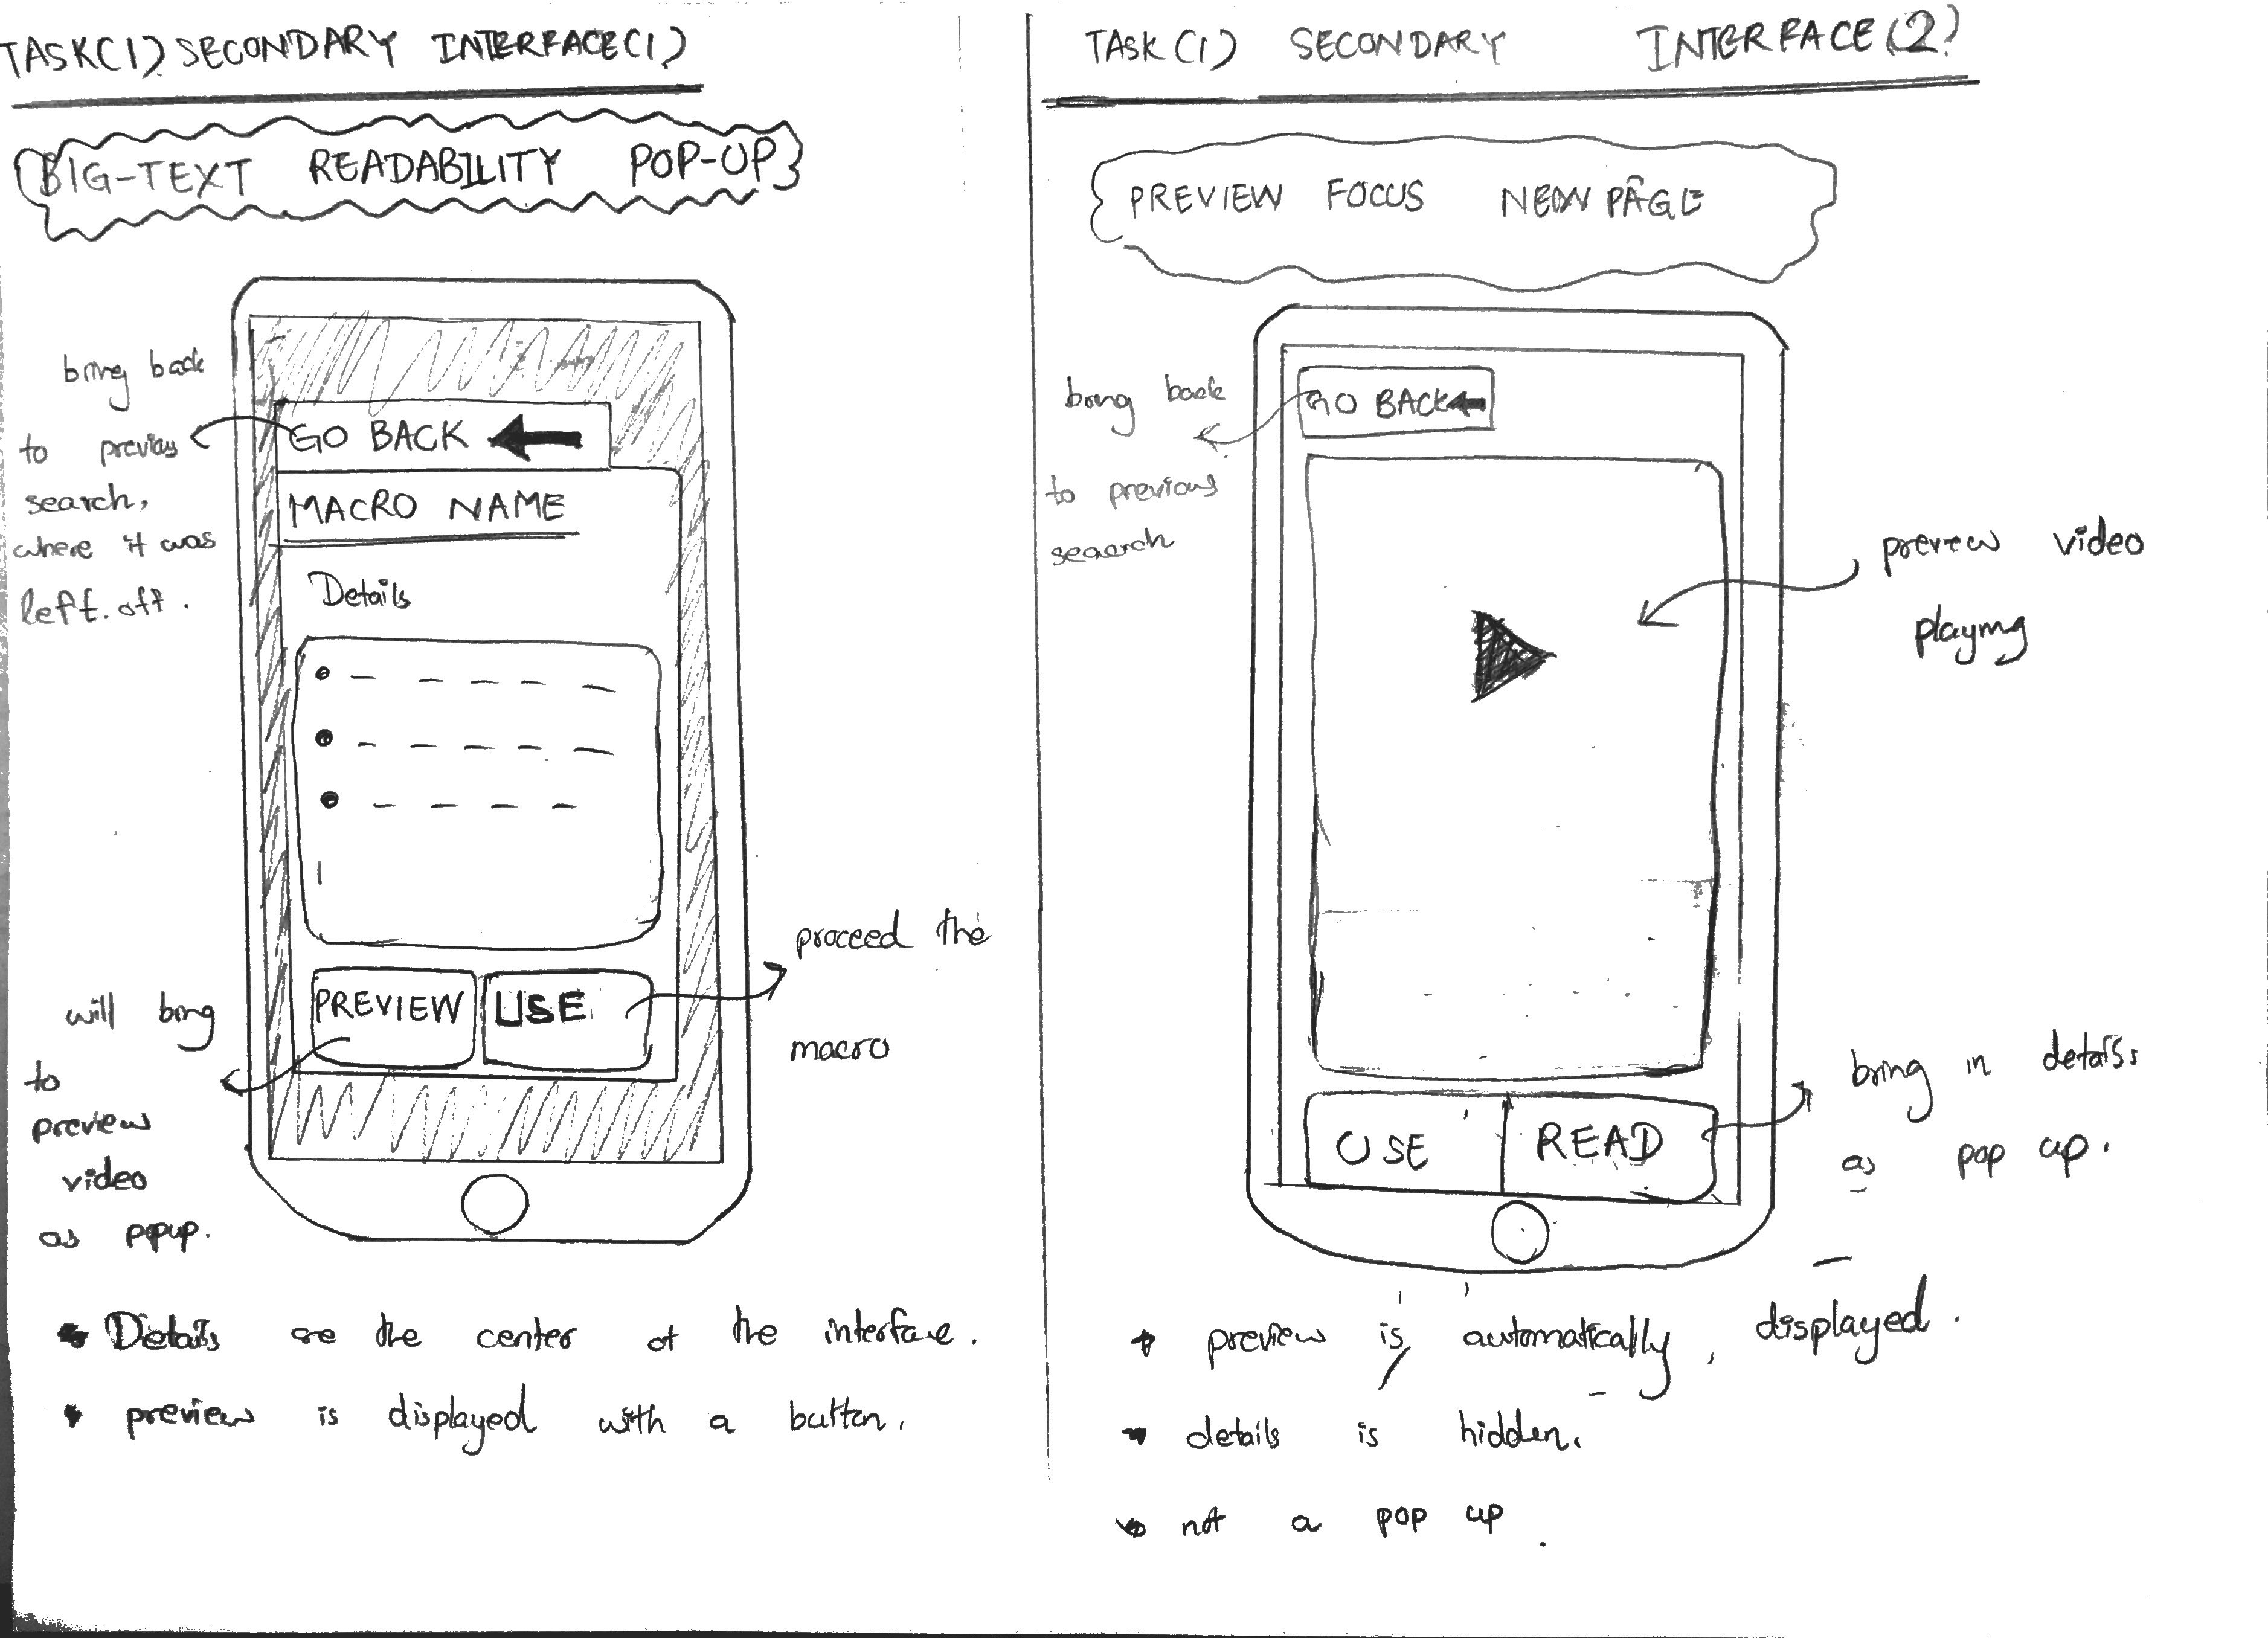 TASK(1) SECONDARY INTERFACE(1)
BIG-TEXT READABILITY POP-UP
bring back
to previous
search,
where it was
left off.
GO BACK
MACRO NAME
Details
PREVIEW USE
proceed the
macro
will bring
to
preview
video
as popup.
Details are the center of the interface.
preview is displayed with a button.
TASK(1) SECONDARY INTERFACE(2)
PREVIEW FOCUS NEW PAGE
bring back
to previous
seaarch
GO BACK
preview video
playing
USE READ
bring in details
as pop up.
preview is automatically displayed.
details is hidden.
not a pop up